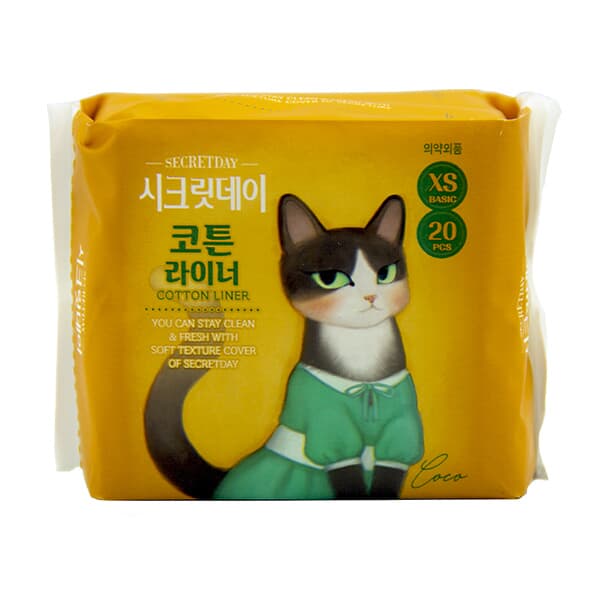 SECRETDAY
시크릿데이
코튼
라이너
COTTON LINER
YOU CAN STAY CLEAN
& FRESH WITH
SOFT TEXTURE COVER
OF SECRETDAY
의약외품
XS
BASIC
20
PCS
Coco